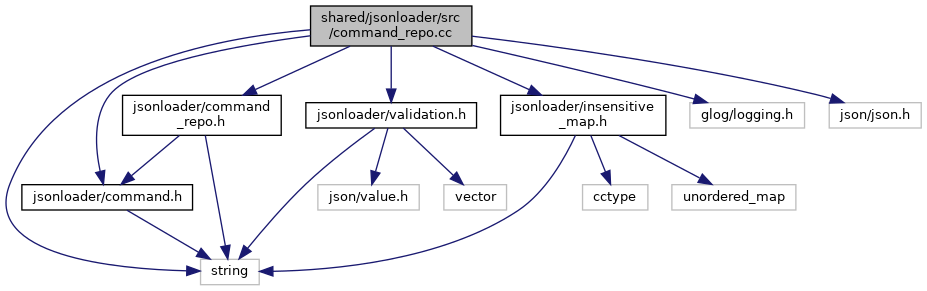 shared/jsonloader/src
/command_repo.cc
jsonloader/command
_repo.h
jsonloader/validation.h
jsonloader/insensitive
_map.h
glog/logging.h
json/json.h
jsonloader/command.h
json/value.h
vector
cctype
unordered_map
string